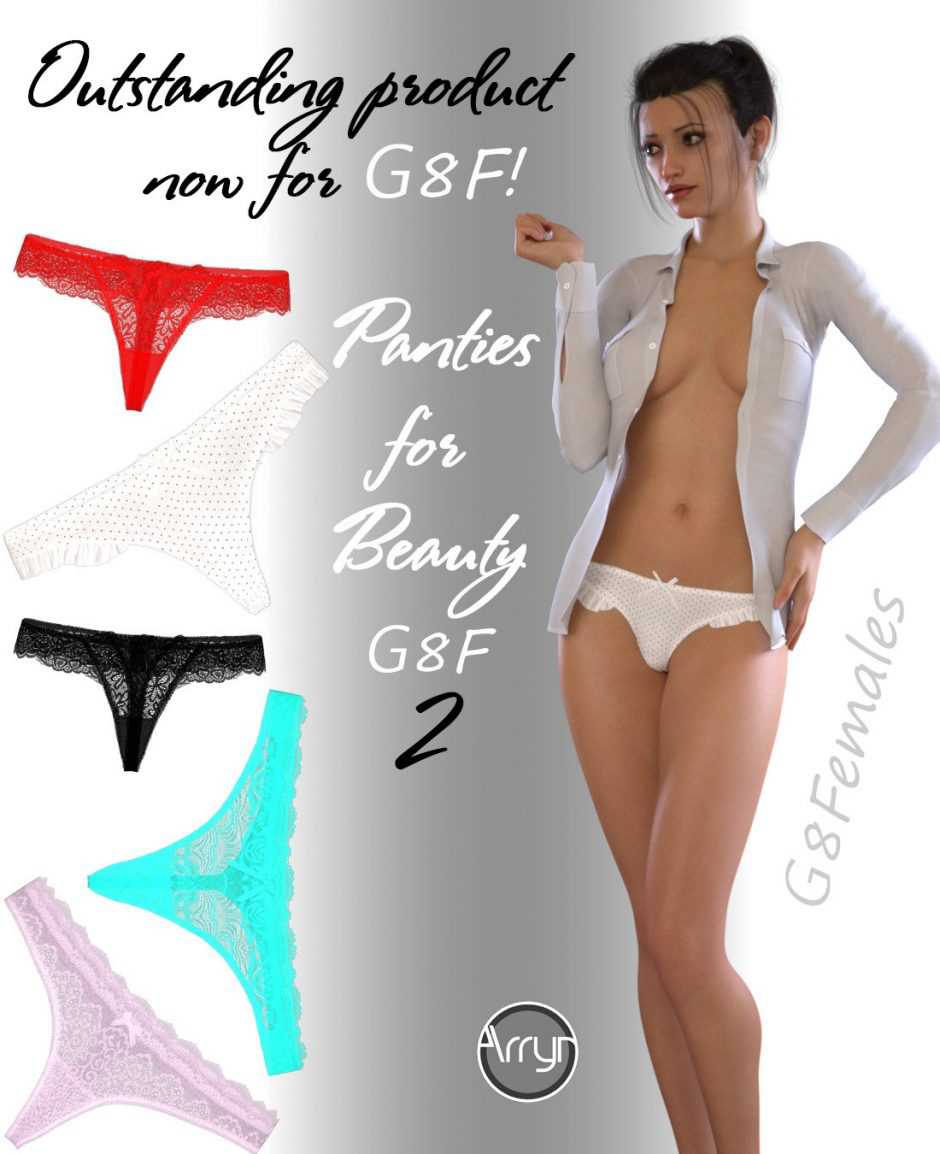 Outstanding product
now for G8F!
Panties
for
Beauty
G8F
2
G8Females
Arryn